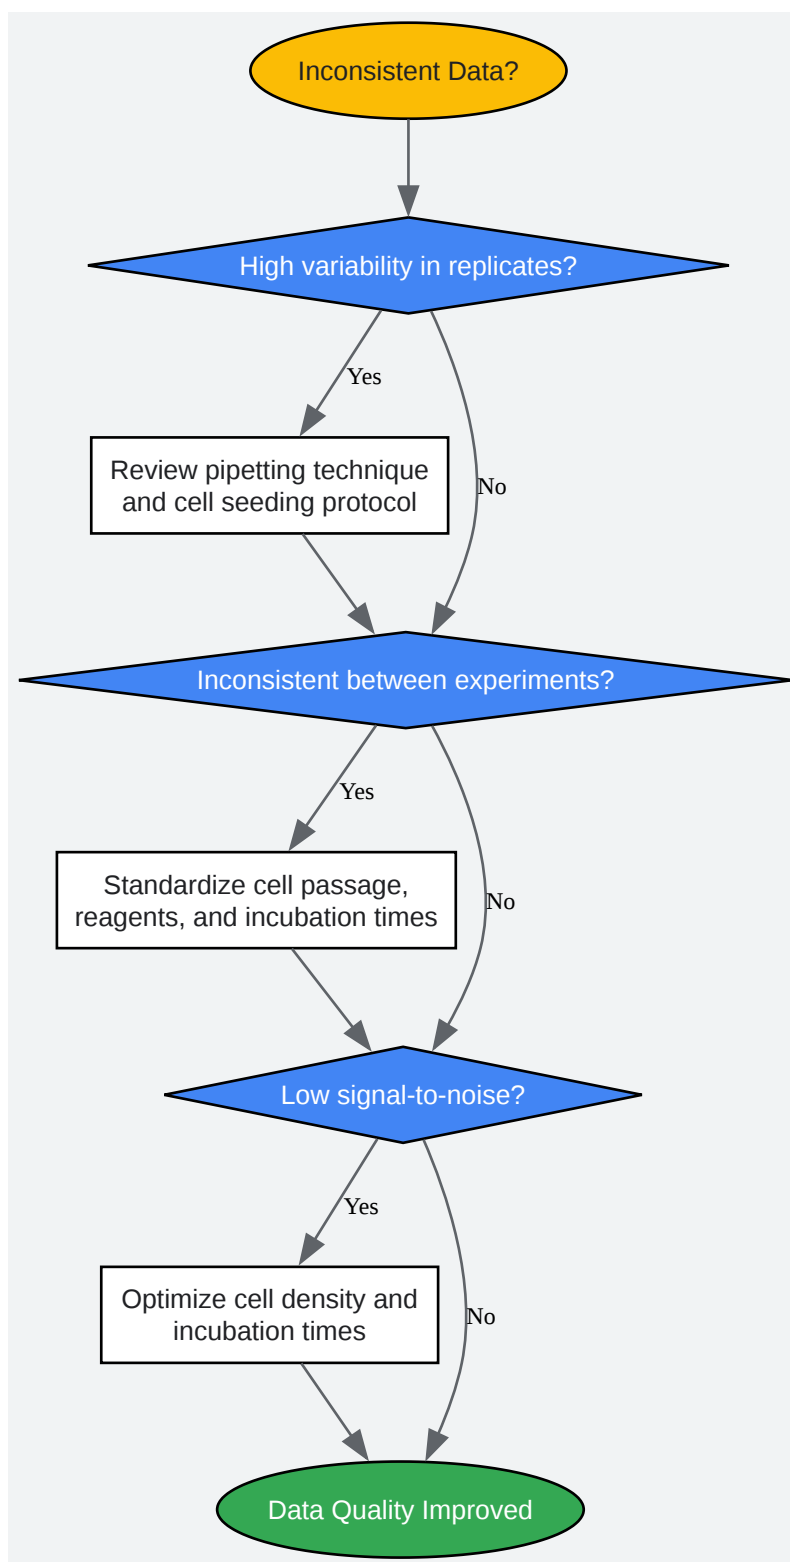 Inconsistent Data?
High variability in replicates?
Yes
Review pipetting technique
and cell seeding protocol
No
Inconsistent between experiments?
Yes
Standardize cell passage,
reagents, and incubation times
No
Low signal-to-noise?
Yes
Optimize cell density and
incubation times
No
Data Quality Improved